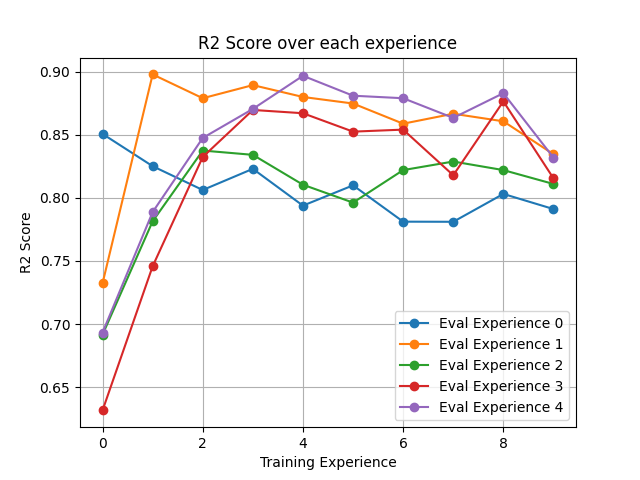 R2 Score over each experience
0.90
0.85
0.80
0.75
0.70
0.65
R2 Score
0 2 4 6 8
Training Experience
Eval Experience 0
Eval Experience 1
Eval Experience 2
Eval Experience 3
Eval Experience 4